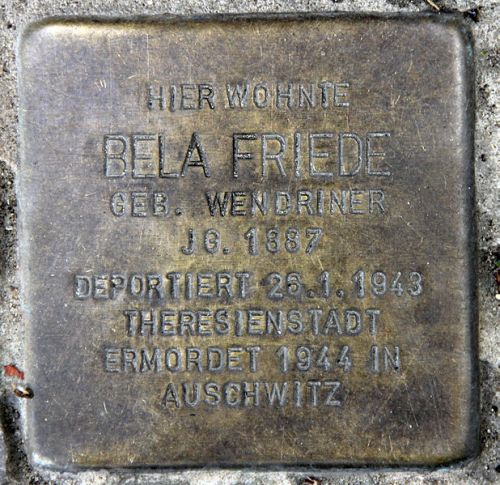 HIER WOHNTE
BELA FRIEDE
GEB. WENDRINER
JG. 1887
DEPORTIERT 26.1.1943
THERESIENSTADT
ERMORDET 1944 IN
AUSCHWITZ